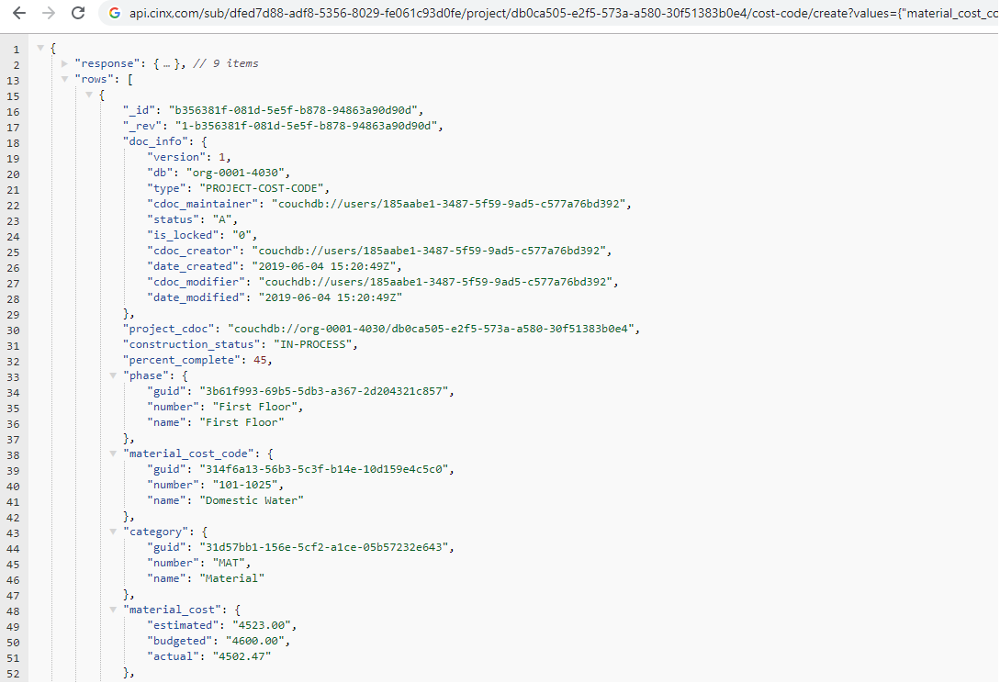 api.cinx.com/sub/dfed7d88-adf8-5356-8029-fe061c93d0fe/project/db0ca505-e2f5-573a-a580-30f51383b0e4/cost-code/create?values={"material_cost_co
1 {
2 "response": { … }, // 9 items
13 "rows": [
15 {
16 "_id": "b356381f-081d-5e5f-b878-94863a90d90d",
17 "_rev": "1-b356381f-081d-5e5f-b878-94863a90d90d",
18 "doc_info": {
19 "version": 1,
20 "db": "org-0001-4030",
21 "type": "PROJECT-COST-CODE",
22 "cdoc_maintainer": "couchdb://users/185aabe1-3487-5f59-9ad5-c577a76bd392",
23 "status": "A",
24 "is_locked": "0",
25 "cdoc_creator": "couchdb://users/185aabe1-3487-5f59-9ad5-c577a76bd392",
26 "date_created": "2019-06-04 15:20:49Z",
27 "cdoc_modifier": "couchdb://users/185aabe1-3487-5f59-9ad5-c577a76bd392",
28 "date_modified": "2019-06-04 15:20:49Z"
29 },
30 "project_cdoc": "couchdb://org-0001-4030/db0ca505-e2f5-573a-a580-30f51383b0e4",
31 "construction_status": "IN-PROCESS",
32 "percent_complete": 45,
33 "phase": {
34 "guid": "3b61f993-69b5-5db3-a367-2d204321c857",
35 "number": "First Floor",
36 "name": "First Floor"
37 },
38 "material_cost_code": {
39 "guid": "314f6a13-56b3-5c3f-b14e-10d159e4c5c0",
40 "number": "101-1025",
41 "name": "Domestic Water"
42 },
43 "category": {
44 "guid": "31d57bb1-156e-5cf2-a1ce-05b57232e643",
45 "number": "MAT",
46 "name": "Material"
47 },
48 "material_cost": {
49 "estimated": "4523.00",
50 "budgeted": "4600.00",
51 "actual": "4502.47"
52 },